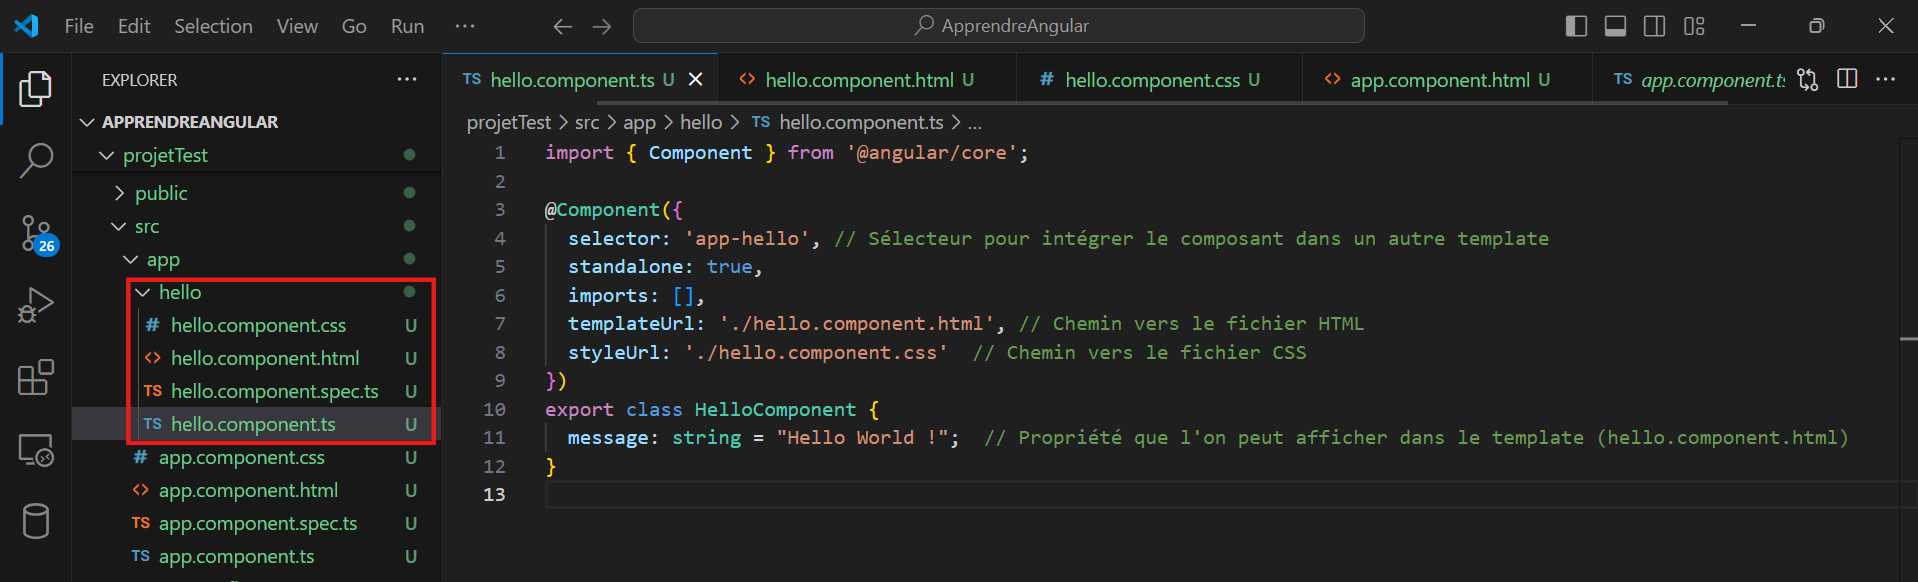 File Edit Selection View Go Run ··· ApprendreAngular
EXPLORER ···
APPRENDREANGULAR
projetTest
public
src
app
hello
# hello.component.css U
<> hello.component.html U
TS hello.component.spec.ts U
TS hello.component.ts U
# app.component.css U
<> app.component.html U
TS app.component.spec.ts U
TS app.component.ts U
26
TS hello.component.ts U <> hello.component.html U # hello.component.css U <> app.component.html U TS app.component.ts ···
projetTest > src > app > hello > TS hello.component.ts > ...
1 import { Component } from '@angular/core';
2
3 @Component({
4 selector: 'app-hello', // Sélecteur pour intégrer le composant dans un autre template
5 standalone: true,
6 imports: [],
7 templateUrl: './hello.component.html', // Chemin vers le fichier HTML
8 styleUrl: './hello.component.css' // Chemin vers le fichier CSS
9 })
10 export class HelloComponent {
11 message: string = "Hello World !"; // Propriété que l'on peut afficher dans le template (hello.component.html)
12 }
13